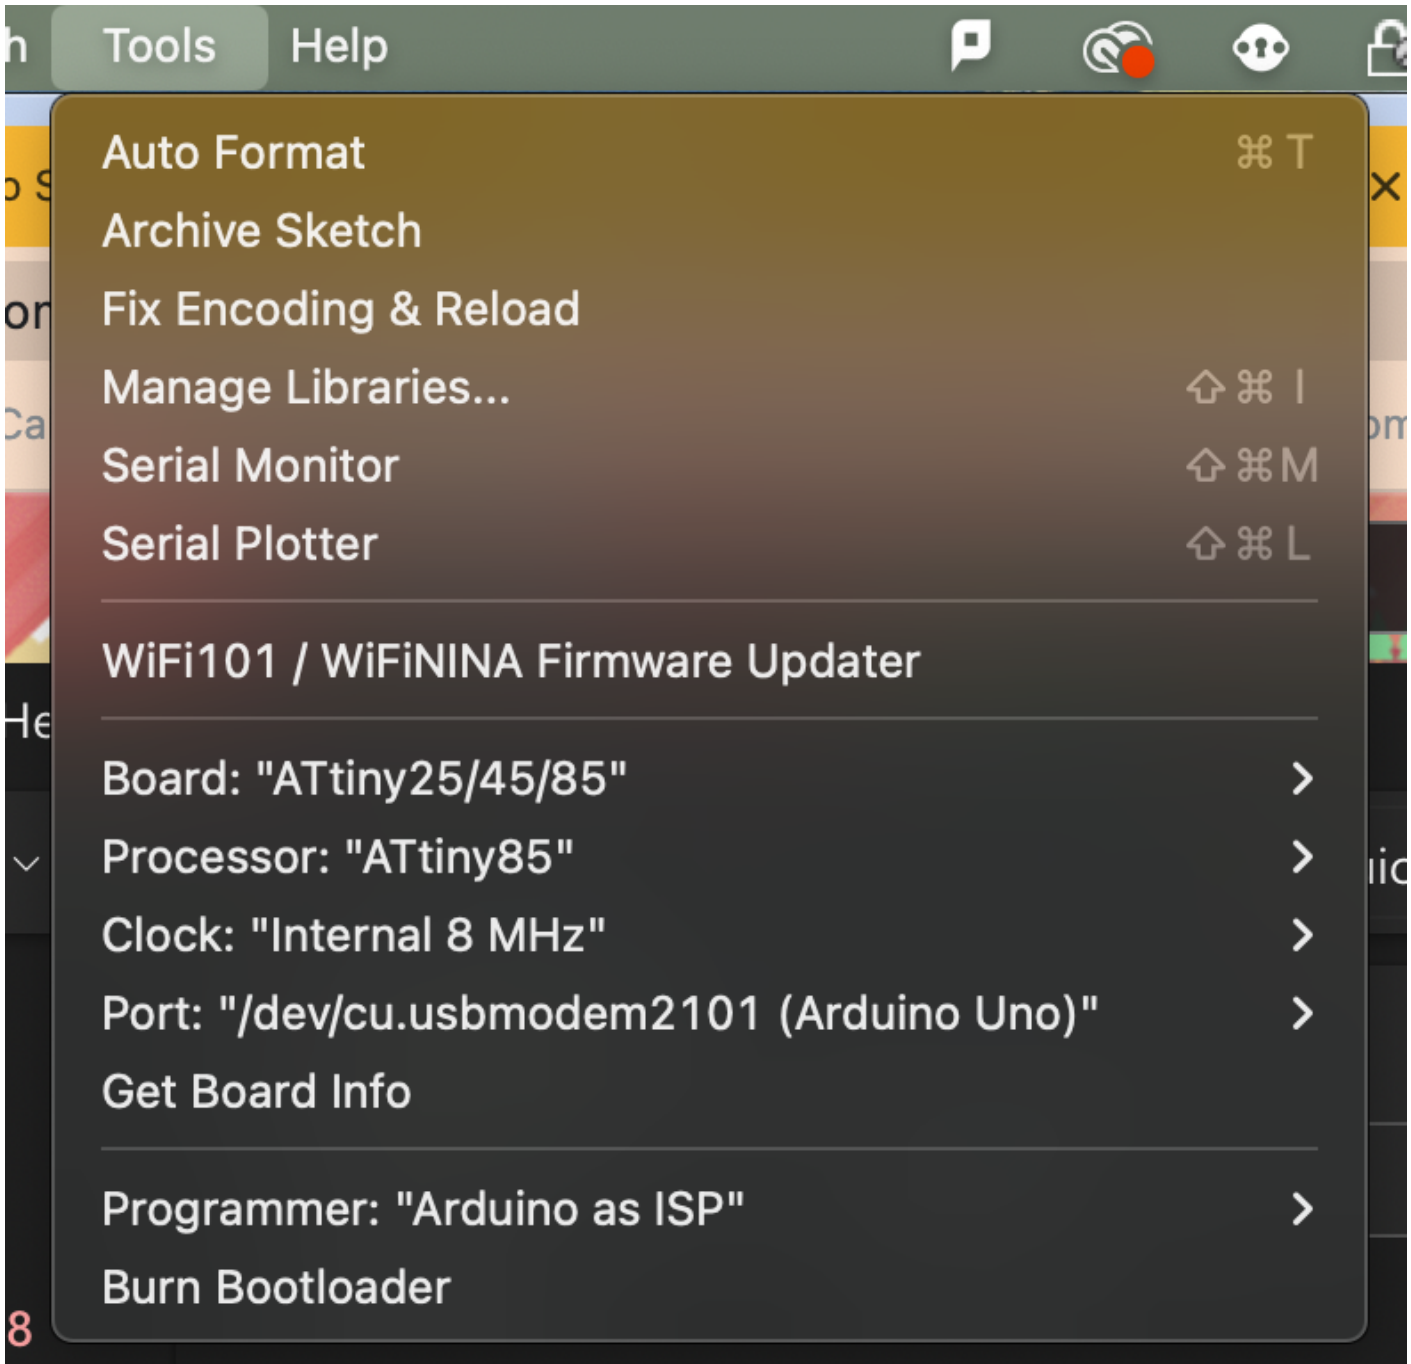 h Tools Help
Auto Format ⌘ T
Archive Sketch
Fix Encoding & Reload
Manage Libraries... ⇧ ⌘ I
Serial Monitor ⇧ ⌘ M
Serial Plotter ⇧ ⌘ L
WiFi101 / WiFiNINA Firmware Updater
He
Board: "ATtiny25/45/85"
Processor: "ATtiny85"
Clock: "Internal 8 MHz"
Port: "/dev/cu.usbmodem2101 (Arduino Uno)"
Get Board Info
Programmer: "Arduino as ISP"
Burn Bootloader
8